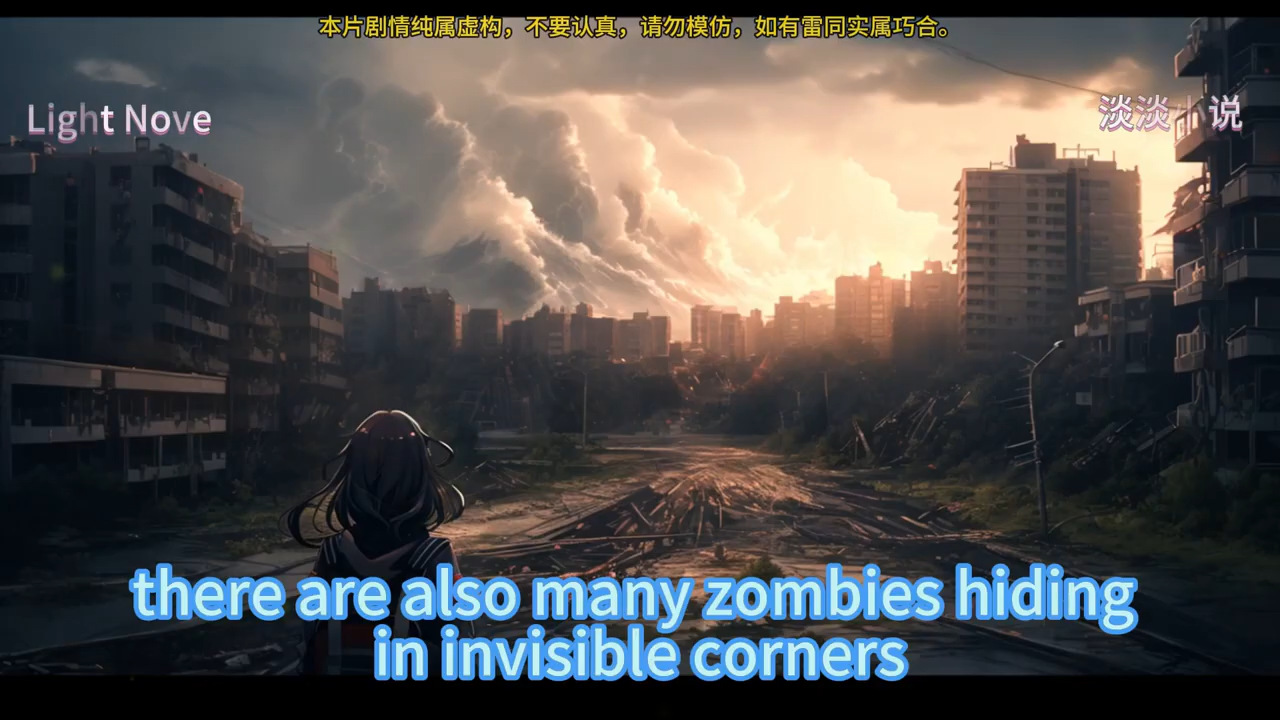 本片剧情纯属虚构，不要认真，请勿模仿，如有雷同实属巧合。
Light Nove
淡淡小说
there are also many zombies hiding
in invisible corners